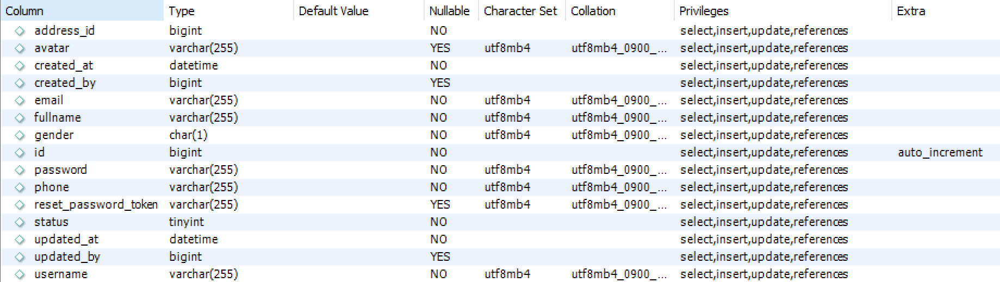 Column Type Default Value Nullable Character Set Collation Privileges Extra
address_id bigint NO select,insert,update,references
avatar varchar(255) YES utf8mb4 utf8mb4_0900_... select,insert,update,references
created_at datetime NO select,insert,update,references
created_by bigint YES select,insert,update,references
email varchar(255) NO utf8mb4 utf8mb4_0900_... select,insert,update,references
fullname varchar(255) NO utf8mb4 utf8mb4_0900_... select,insert,update,references
gender char(1) NO utf8mb4 utf8mb4_0900_... select,insert,update,references
id bigint NO select,insert,update,references auto_increment
password varchar(255) NO utf8mb4 utf8mb4_0900_... select,insert,update,references
phone varchar(255) NO utf8mb4 utf8mb4_0900_... select,insert,update,references
reset_password_token varchar(255) YES utf8mb4 utf8mb4_0900_... select,insert,update,references
status tinyint NO select,insert,update,references
updated_at datetime NO select,insert,update,references
updated_by bigint YES select,insert,update,references
username varchar(255) NO utf8mb4 utf8mb4_0900_... select,insert,update,references